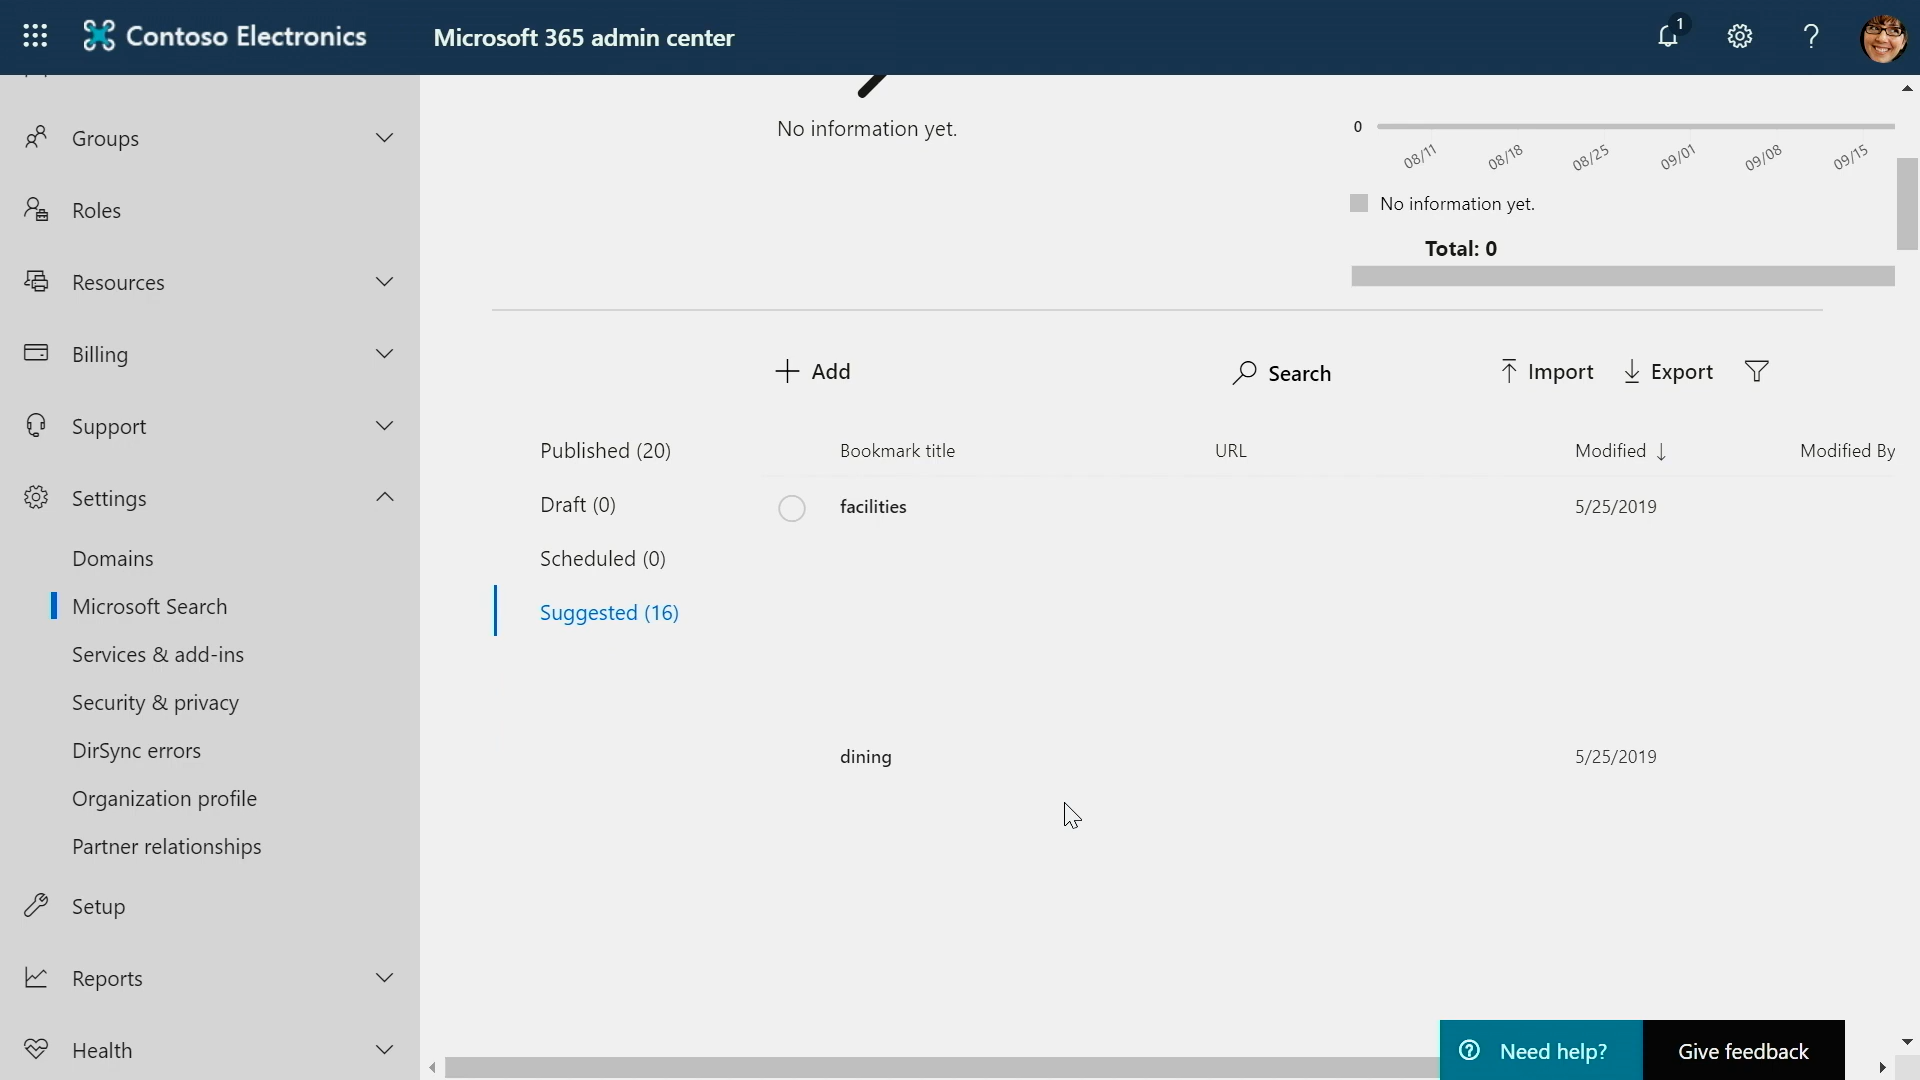 Contoso Electronics
Microsoft 365 admin center
1
Groups
Roles
Resources
Billing
Support
Settings
Domains
Microsoft Search
Services & add-ins
Security & privacy
DirSync errors
Organization profile
Partner relationships
Setup
Reports
Health
No information yet.
0
08/11 08/18 08/25 09/01 09/08 09/15
No information yet.
Total: 0
Add Search Import Export
Published (20)
Draft (0)
Scheduled (0)
Suggested (16)
Bookmark title URL Modified Modified By
facilities 5/25/2019
dining 5/25/2019
Need help? Give feedback